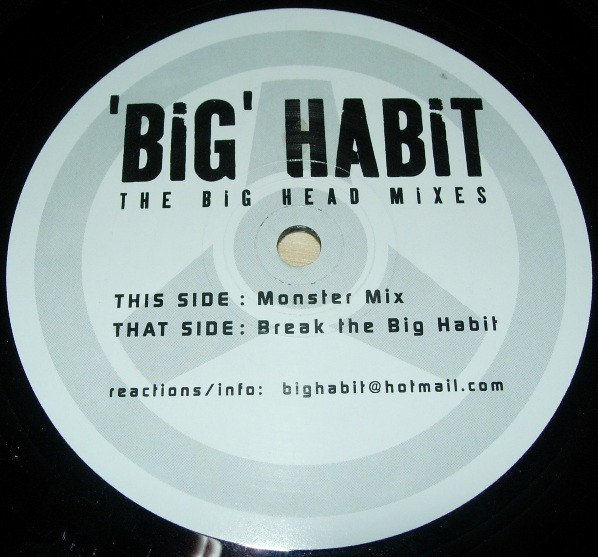 'BiG' HABiT
THE BiG HEAD MiXES
THIS SIDE : Monster Mix
THAT SIDE: Break the Big Habit
reactions/info: bighabit@hotmail.com